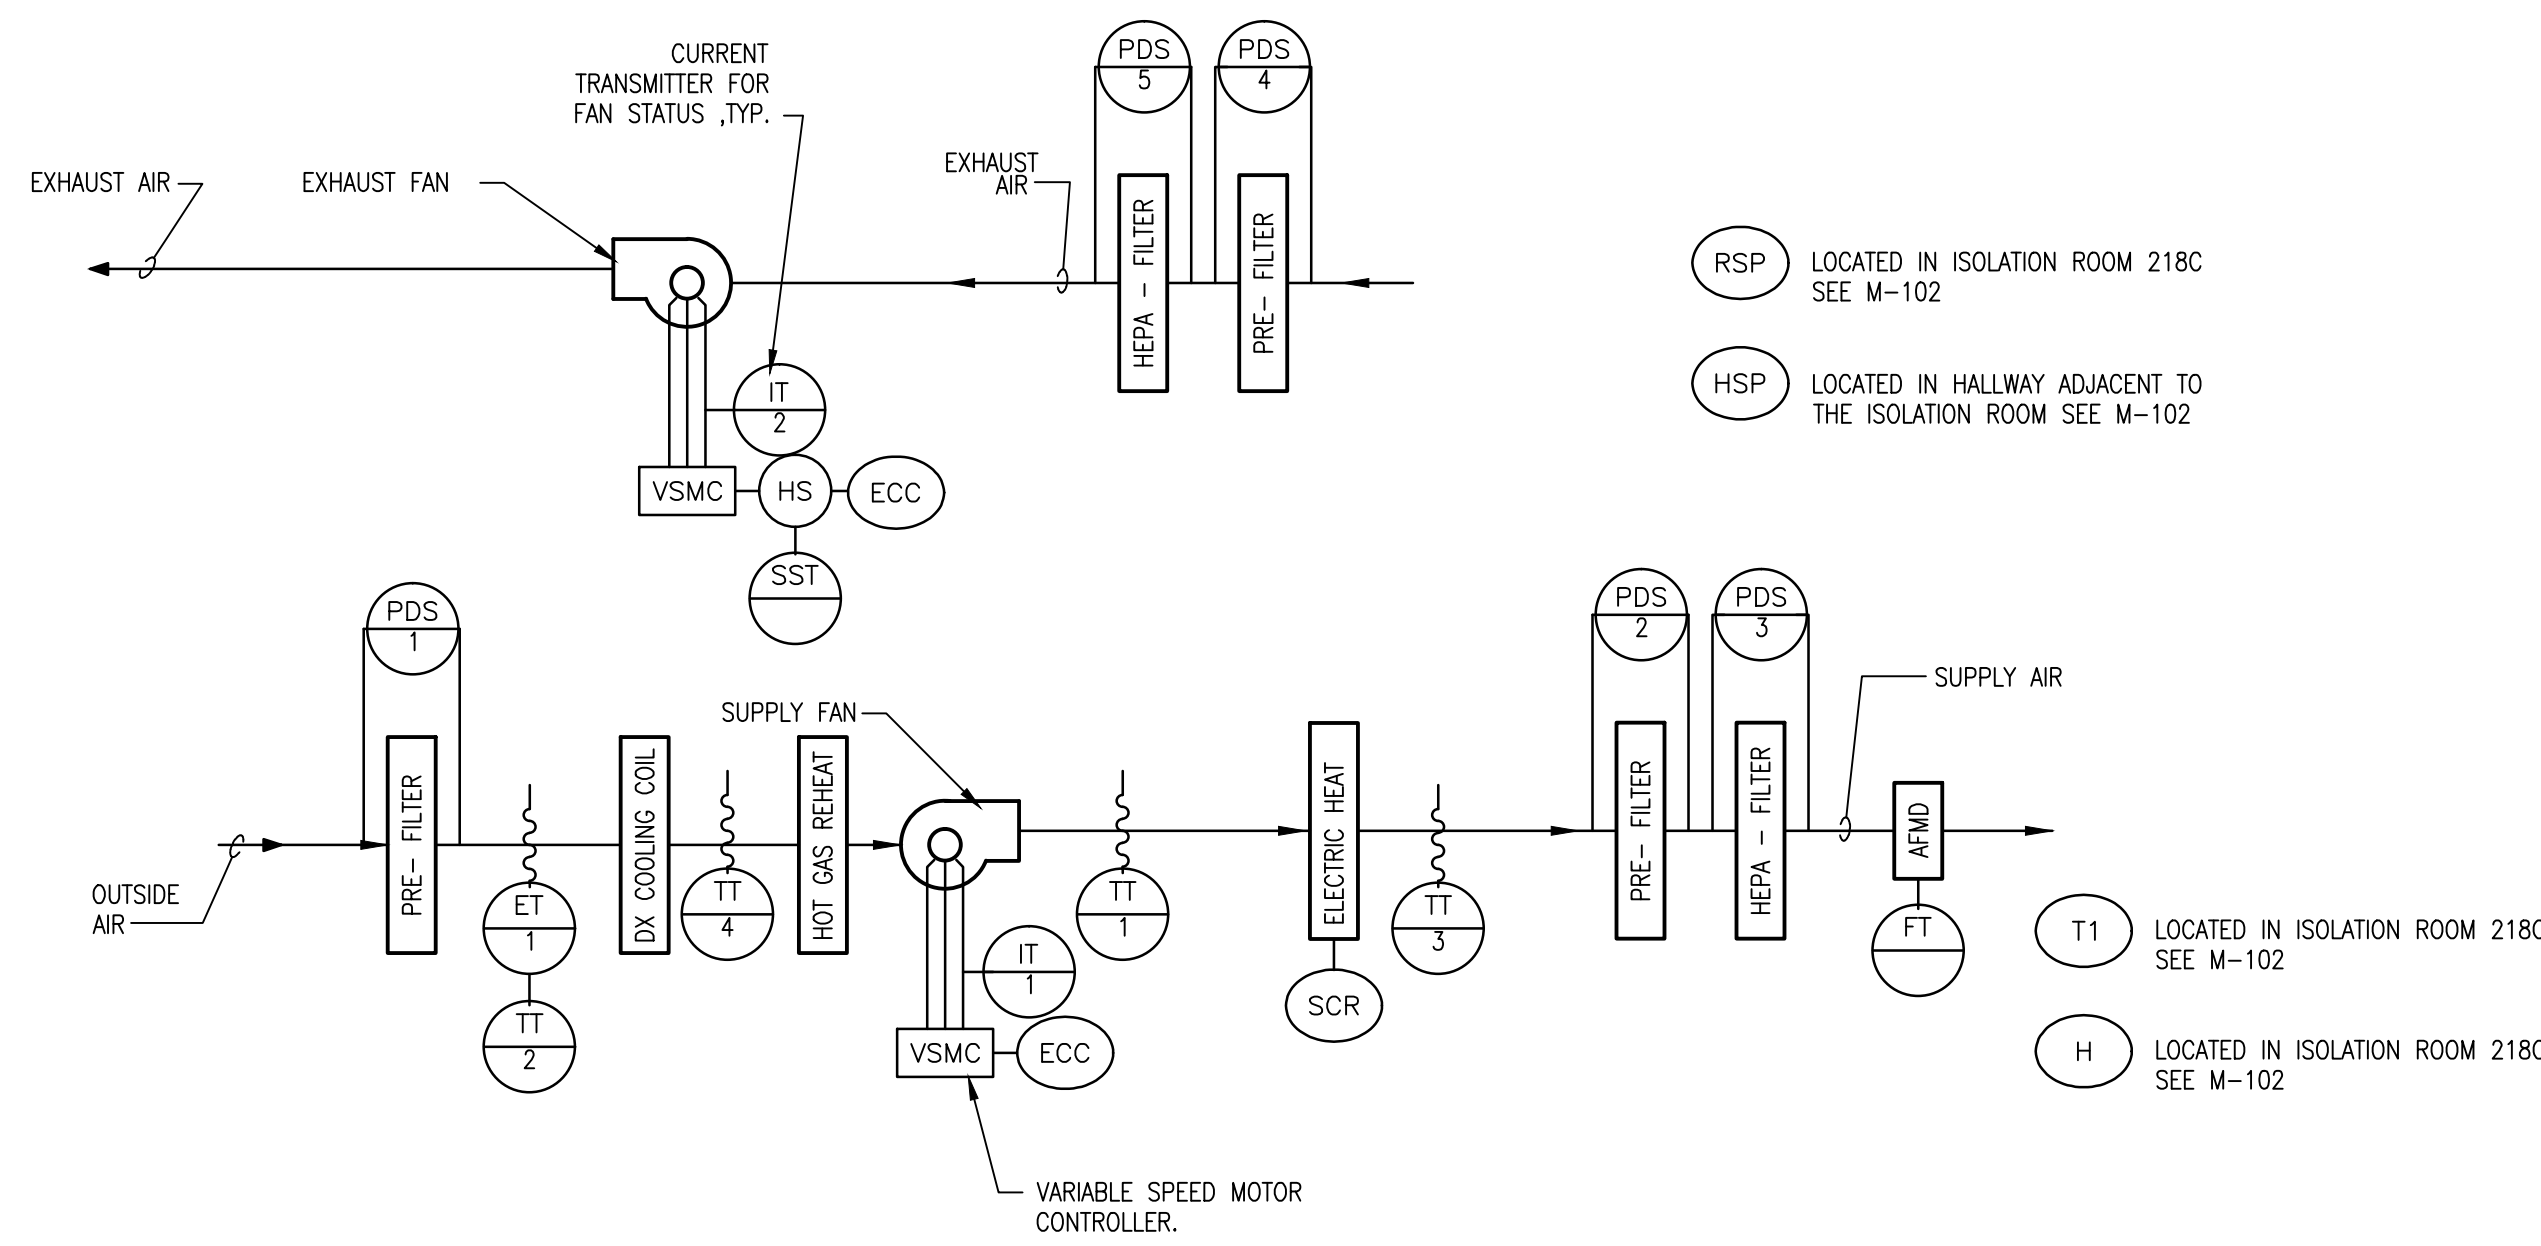 CURRENT
TRANSMITTER FOR
FAN STATUS ,TYP.
PDS
5
PDS
4
EXHAUST AIR
EXHAUST FAN
EXHAUST
AIR
HEPA - FILTER
PRE- FILTER
RSP
LOCATED IN ISOLATION ROOM 218C
SEE M-102
HSP
LOCATED IN HALLWAY ADJACENT TO
THE ISOLATION ROOM SEE M-102
IT
2
VSMC
HS
ECC
SST
PDS
1
PDS
2
PDS
3
SUPPLY AIR
SUPPLY FAN
OUTSIDE
AIR
PRE- FILTER
ET
1
TT
2
DX COOLING COIL
TT
4
HOT GAS REHEAT
IT
1
VSMC
ECC
TT
1
ELECTRIC HEAT
SCR
TT
3
PRE- FILTER
HEPA - FILTER
AFMD
FT
T1
LOCATED IN ISOLATION ROOM 218C
SEE M-102
H
LOCATED IN ISOLATION ROOM 218C
SEE M-102
VARIABLE SPEED MOTOR
CONTROLLER.